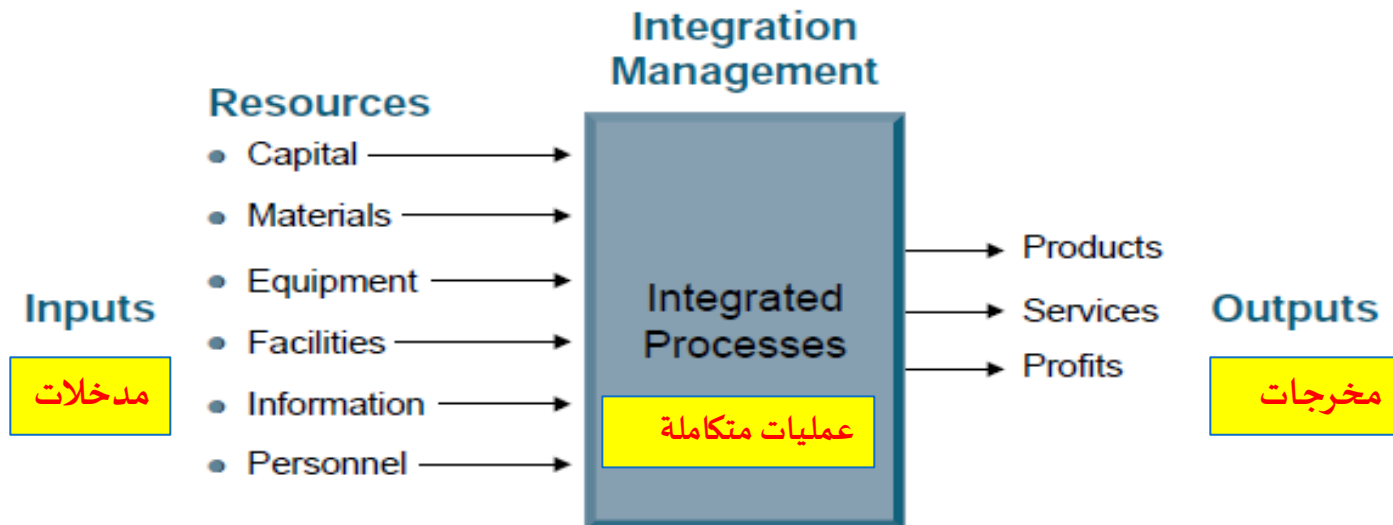 Integration
Management
Resources
• Capital
• Materials
• Equipment
• Facilities
• Information
• Personnel
Inputs
مدخلات
Integrated
Processes
عمليات متكاملة
Products
Services
Profits
Outputs
مخرجات